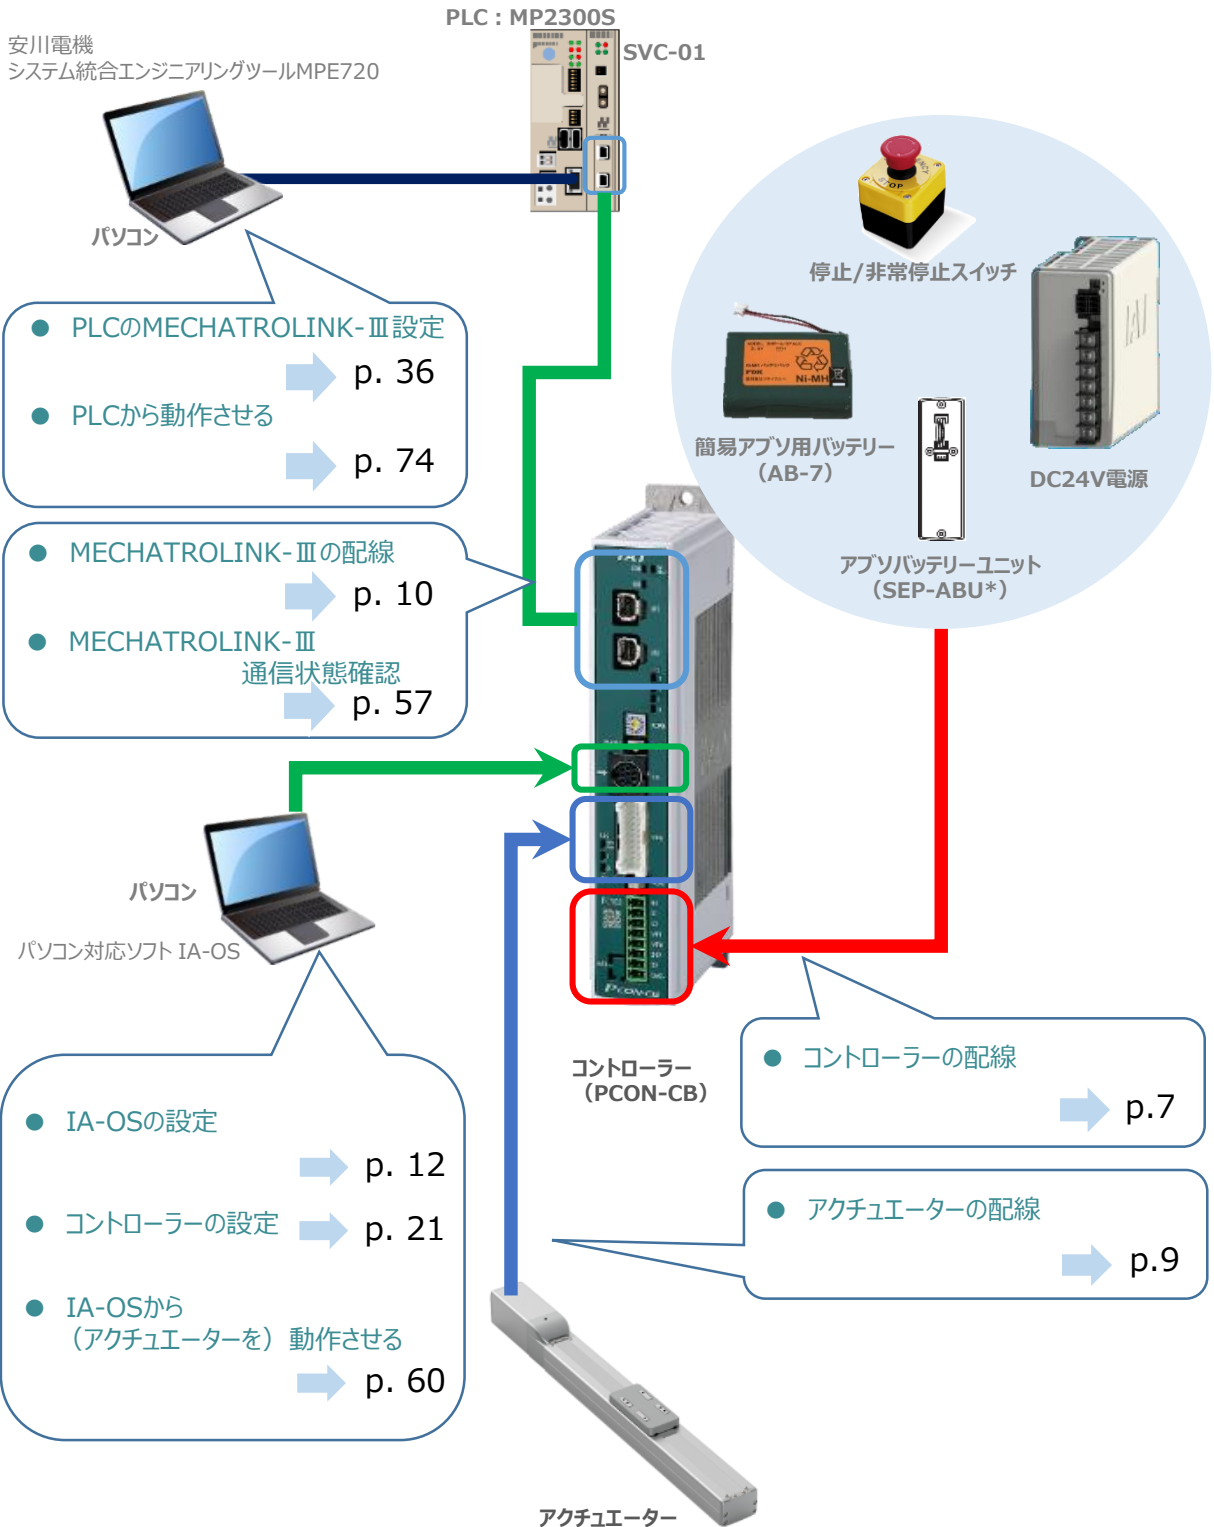 PLC : MP2300S
SVC-01
安川電機
システム統合エンジニアリングツールMPE720
パソコン
● PLCのMECHATROLINK-Ⅲ設定
p. 36
● PLCから動作させる
p. 74
● MECHATROLINK-Ⅲの配線
p. 10
● MECHATROLINK-Ⅲ
通信状態確認
p. 57
STOP
停止/非常停止スイッチ
Ni-MH
簡易アブソ用バッテリー
（AB-7）
DC24V電源
アブソバッテリーユニット
（SEP-ABU*）
パソコン
パソコン対応ソフト IA-OS
PCON-CB
コントローラー
（PCON-CB）
● コントローラーの配線
p.7
● IA-OSの設定
p. 12
● コントローラーの設定
p. 21
● IA-OSから
（アクチュエーターを）動作させる
p. 60
● アクチュエーターの配線
p.9
アクチュエーター